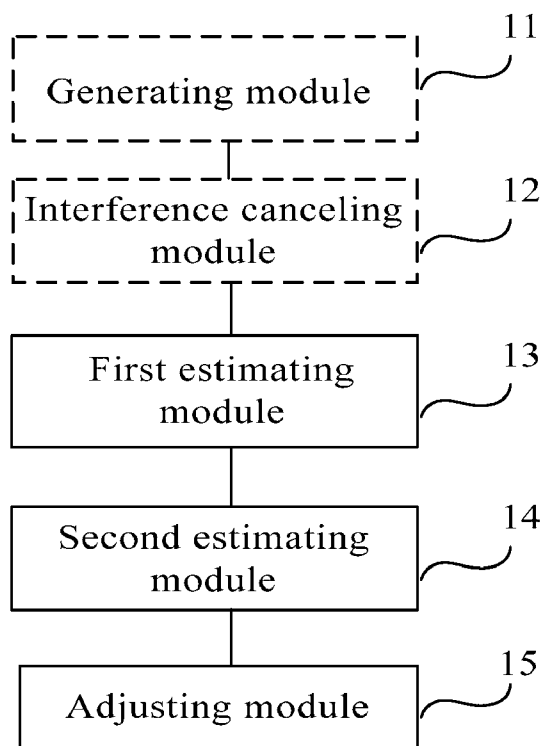 11
Generating module
12
Interference canceling
module
13
First estimating
module
14
Second estimating
module
15
Adjusting module